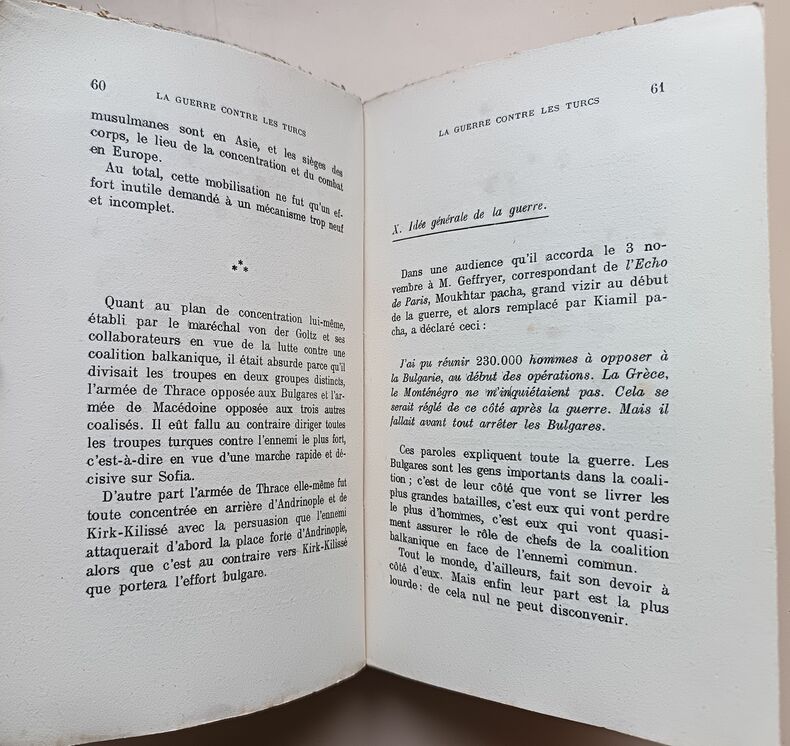 60
LA GUERRE CONTRE LES TURCS
musulmanes sont en Asie, et les sièges des
corps, le lieu de la concentration et du combat
en Europe.
Au total, cette mobilisation ne fut qu'un ef-
fort inutile demandé à un mécanisme trop neuf
et incomplet.
***
Quant au plan de concentration lui-même,
établi par le maréchal von der Goltz et ses
collaborateurs en vue de la lutte contre une
coalition balkanique, il était absurde parce qu'il
divisait les troupes en deux groupes distincts,
l'armée de Thrace opposée aux Bulgares et l'ar-
mée de Macédoine opposée aux trois autres
coalisés. Il eût fallu au contraire diriger toutes
les troupes turques contre l'ennemi le plus fort,
c'est-à-dire en vue d'une marche rapide et dé-
cisive sur Sofia.
D'autre part l'armée de Thrace elle-même fut
toute concentrée en arrière d'Andrinople et de
Kirk-Kilissé avec la persuasion que l'ennemi
attaquerait d'abord la place forte d'Andrinople,
alors que c'est au contraire vers Kirk-Kilissé
que portera l'effort bulgare.
61
LA GUERRE CONTRE LES TURCS
X. Idée générale de la guerre.
Dans une audience qu'il accorda le 3 no-
vembre à M. Geffryer, correspondant de l'Echo
de Paris, Moukhtar pacha, grand vizir au début
de la guerre, et alors remplacé par Kiamil pa-
cha, a déclaré ceci :
J'ai pu réunir 230.000 hommes à opposer à
la Bulgarie, au début des opérations. La Grèce,
le Monténégro ne m'inquiétaient pas. Cela se
serait réglé de ce côté après la guerre. Mais il
fallait avant tout arrêter les Bulgares.
Ces paroles expliquent toute la guerre. Les
Bulgares sont les gens importants dans la coali-
tion ; c'est de leur côté que vont se livrer les
plus grandes batailles, c'est eux qui vont perdre
le plus d'hommes, c'est eux qui vont quasi-
ment assurer le rôle de chefs de la coalition
balkanique en face de l'ennemi commun.
Tout le monde, d'ailleurs, fait son devoir à
côté d'eux. Mais enfin leur part est la plus
lourde : de cela nul ne peut disconvenir.